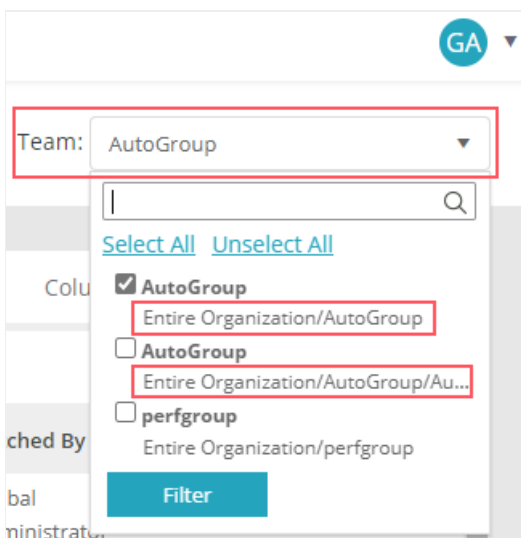 GA
Team: AutoGroup
Select All Unselect All
Colu
AutoGroup
Entire Organization/AutoGroup
AutoGroup
Entire Organization/AutoGroup/Au...
perfgroup
ched By
Entire Organization/perfgroup
bal
Filter
ministrator